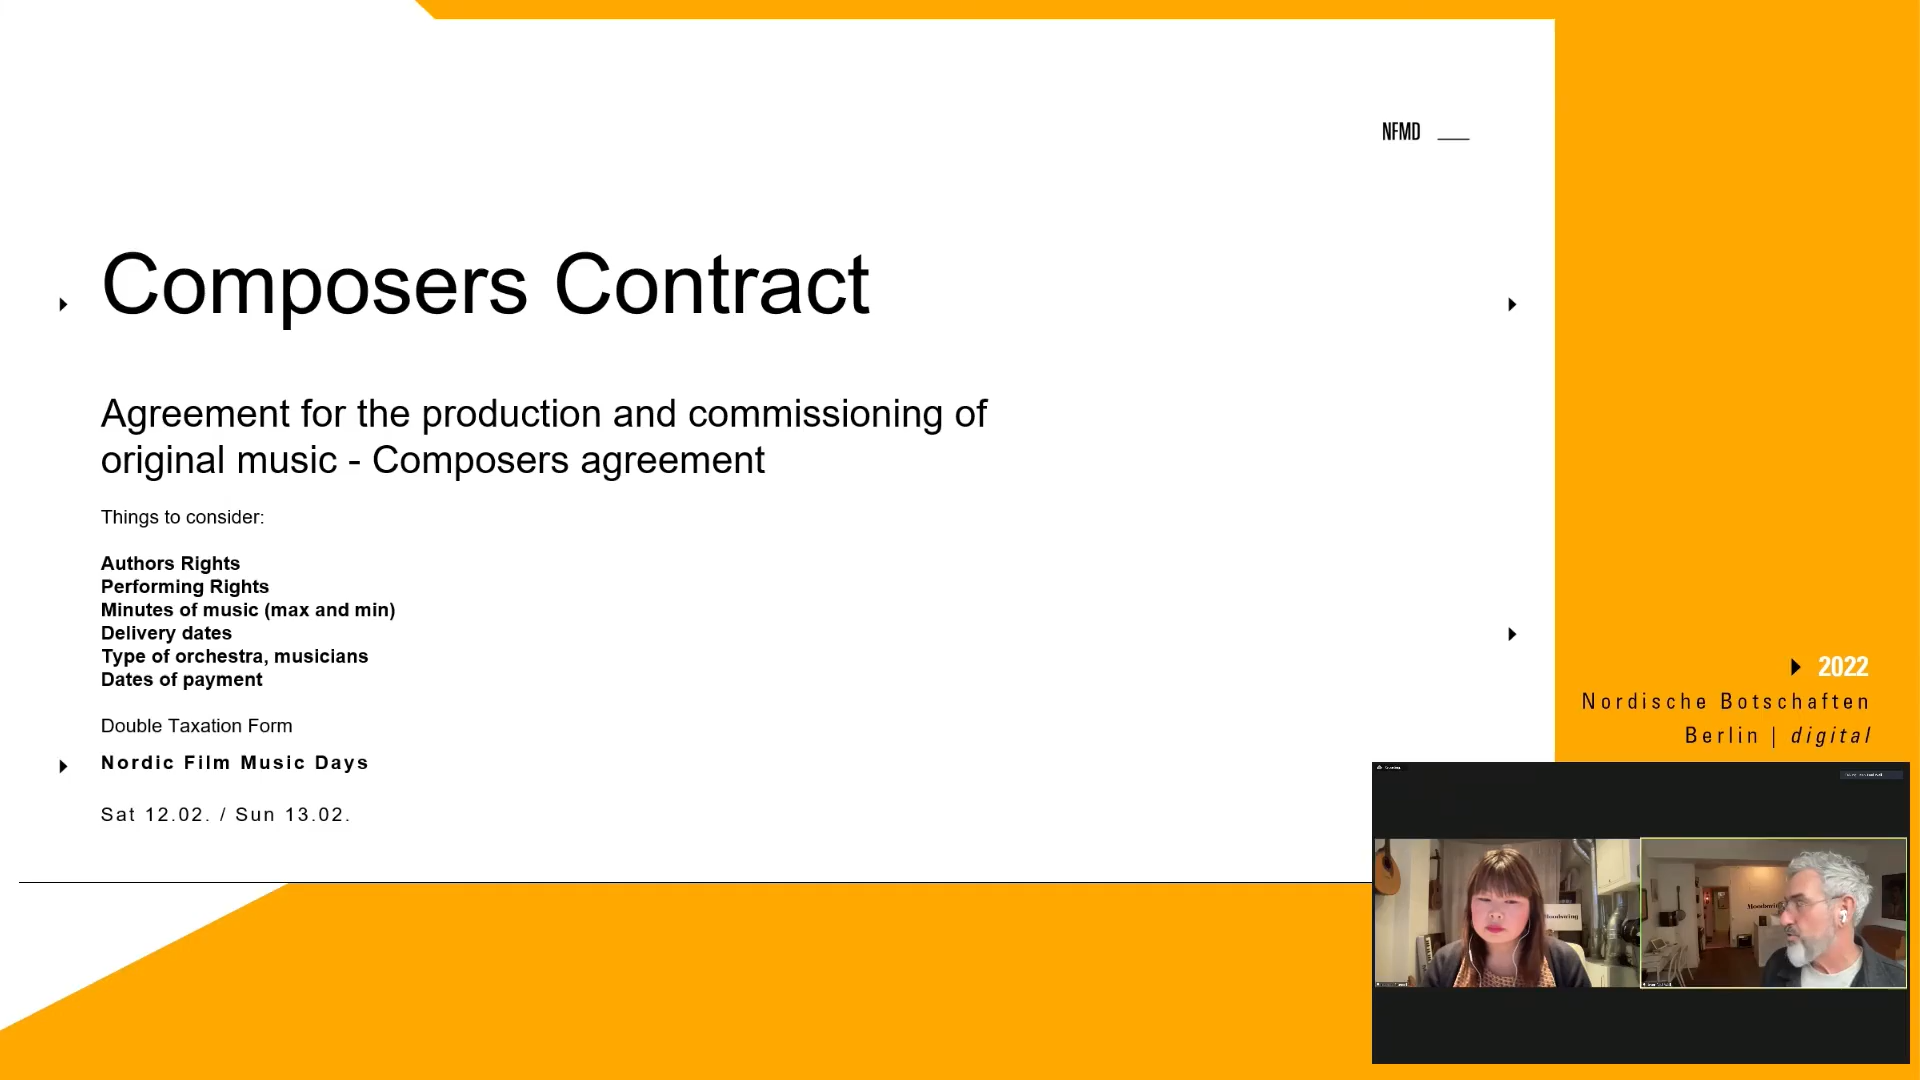 NFMD
Composers Contract
Agreement for the production and commissioning of
original music - Composers agreement
Things to consider:
Authors Rights
Performing Rights
Minutes of music (max and min)
Delivery dates
Type of orchestra, musicians
Dates of payment
Double Taxation Form
Nordic Film Music Days
Sat 12.02. / Sun 13.02.
2022
Nordische Botschaften
Berlin | digital
Moodswing